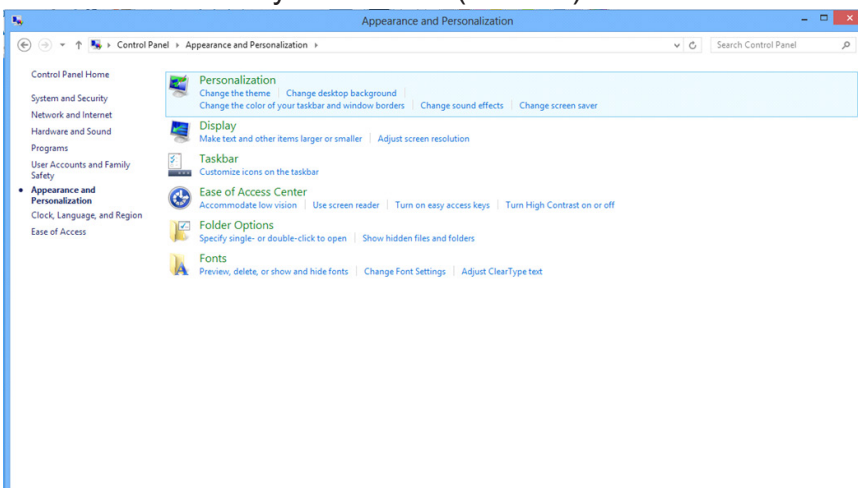 Appearance and Personalization
Control Panel Appearance and Personalization
Search Control Panel
Control Panel Home
System and Security
Network and Internet
Hardware and Sound
Programs
User Accounts and Family
Safety
Appearance and
Personalization
Clock, Language, and Region
Ease of Access
Personalization
Change the theme Change desktop background
Change the color of your taskbar and window borders Change sound effects Change screen saver
Display
Make text and other items larger or smaller Adjust screen resolution
Taskbar
Customize icons on the taskbar
Ease of Access Center
Accommodate low vision Use screen reader Turn on easy access keys Turn High Contrast on or off
Folder Options
Specify single- or double-click to open Show hidden files and folders
Fonts
Preview, delete, or show and hide fonts Change Font Settings Adjust ClearType text